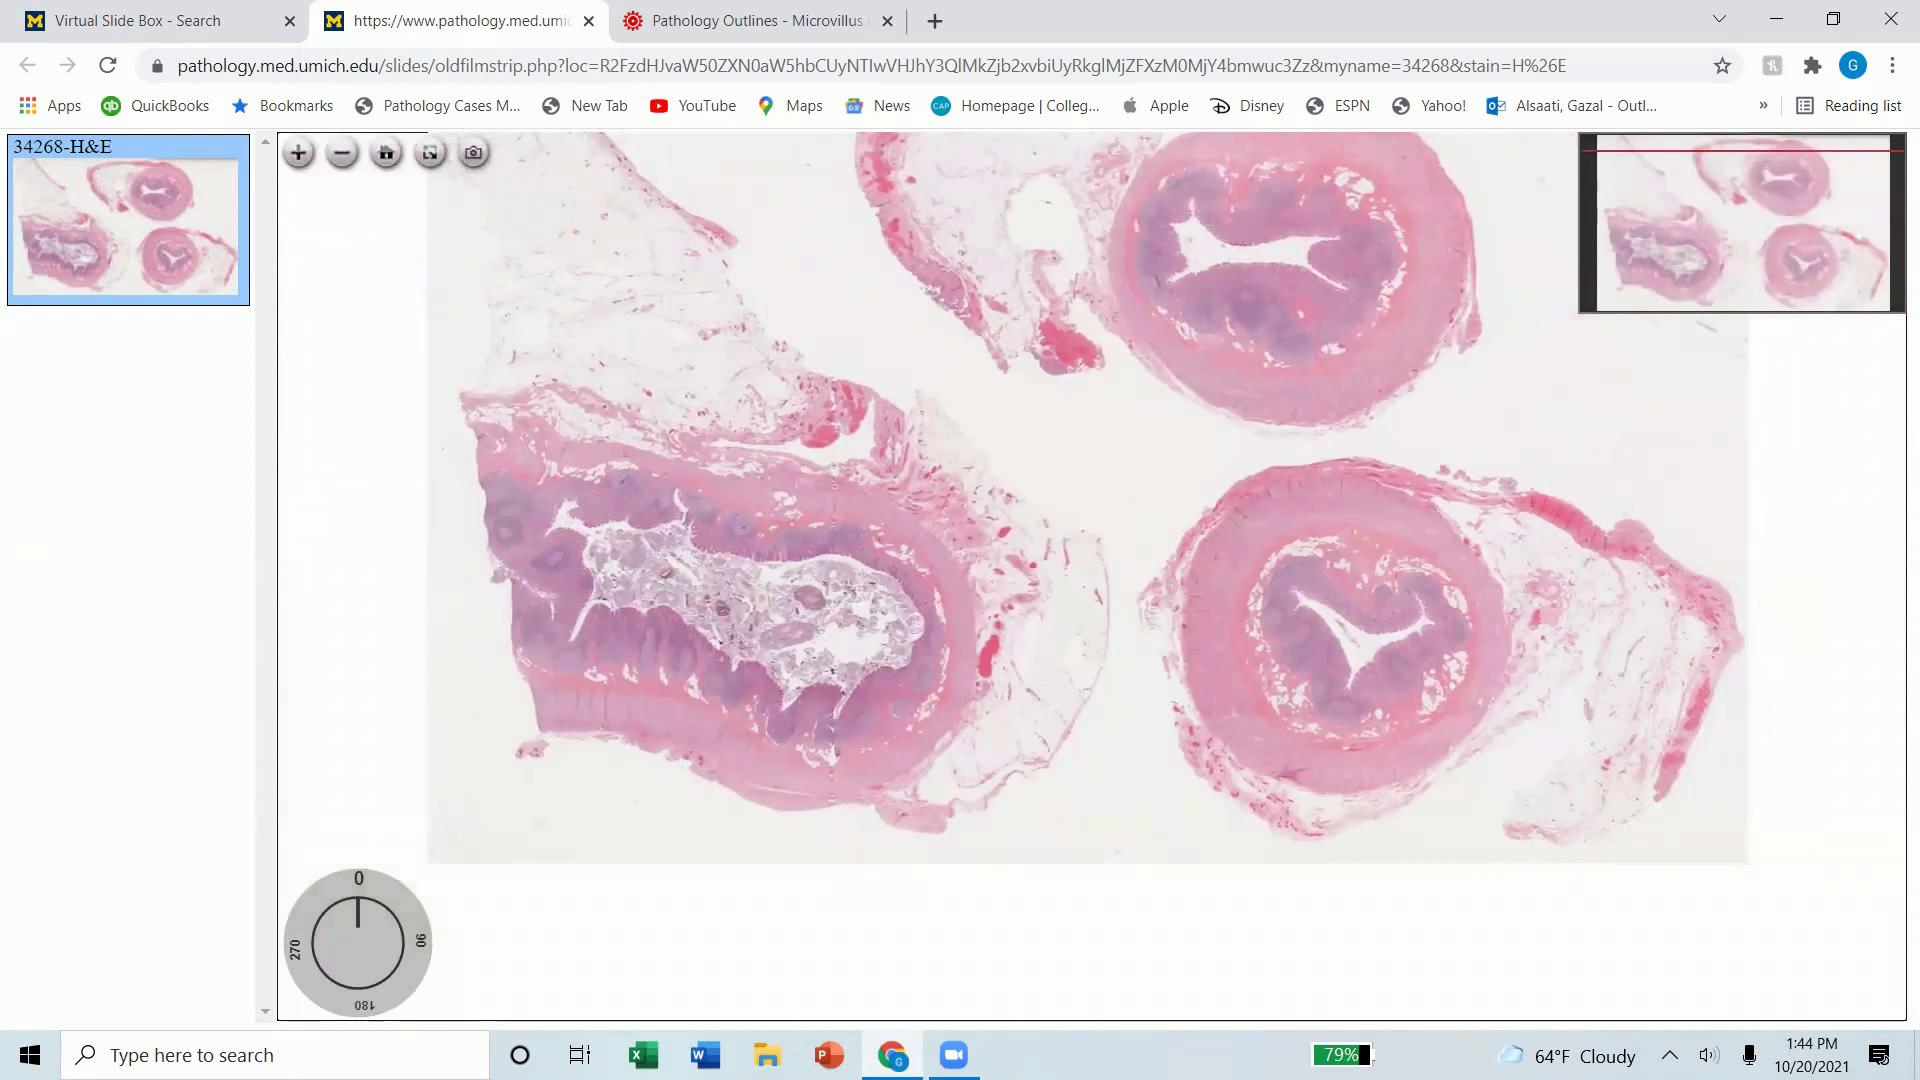 Virtual Slide Box - Search
https://www.pathology.med.umic
Pathology Outlines - Microvillus
pathology.med.umich.edu/slides/oldfilmstrip.php?loc=R2FzdHJvaW50ZXN0aW5hbCUyNTIwVHJhY3QlMkZjb2xvbiUyRkglMjZFXzM0MjY4bmwuc3Zz&myname=34268&stain=H%26E
G
Apps QuickBooks Bookmarks Pathology Cases M... New Tab YouTube Maps News CAP Homepage | Colleg... Apple Disney ESPN Yahoo! Alsaati, Gazal - Outl... » Reading list
34268-H&E
0
90
180
270
Type here to search
79%
64°F Cloudy
1:44 PM
10/20/2021